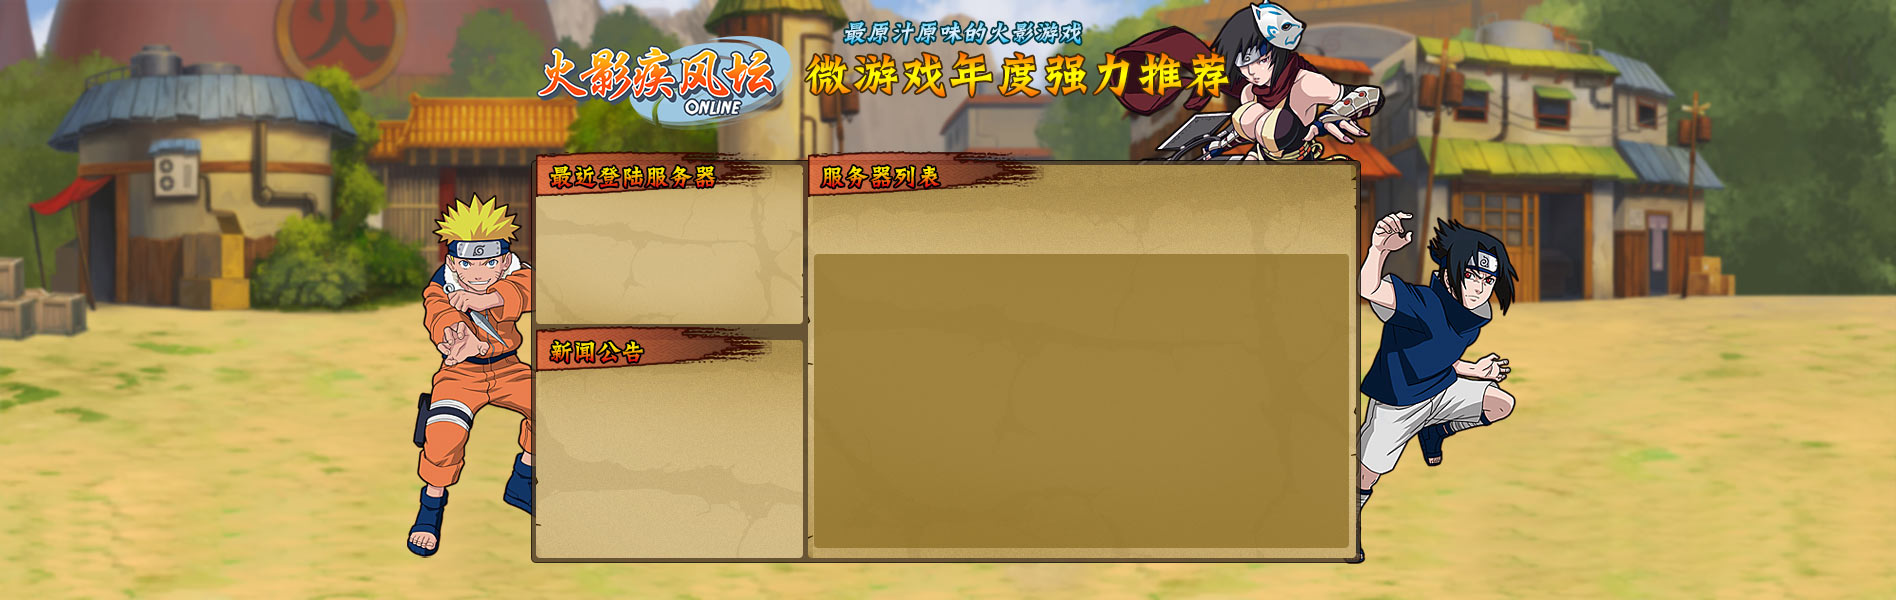 火
最原汁原味的火影游戏
火影疾风坛
ONLINE
微游戏年度强力推荐
最近登陆服务器
服务器列表
新闻公告